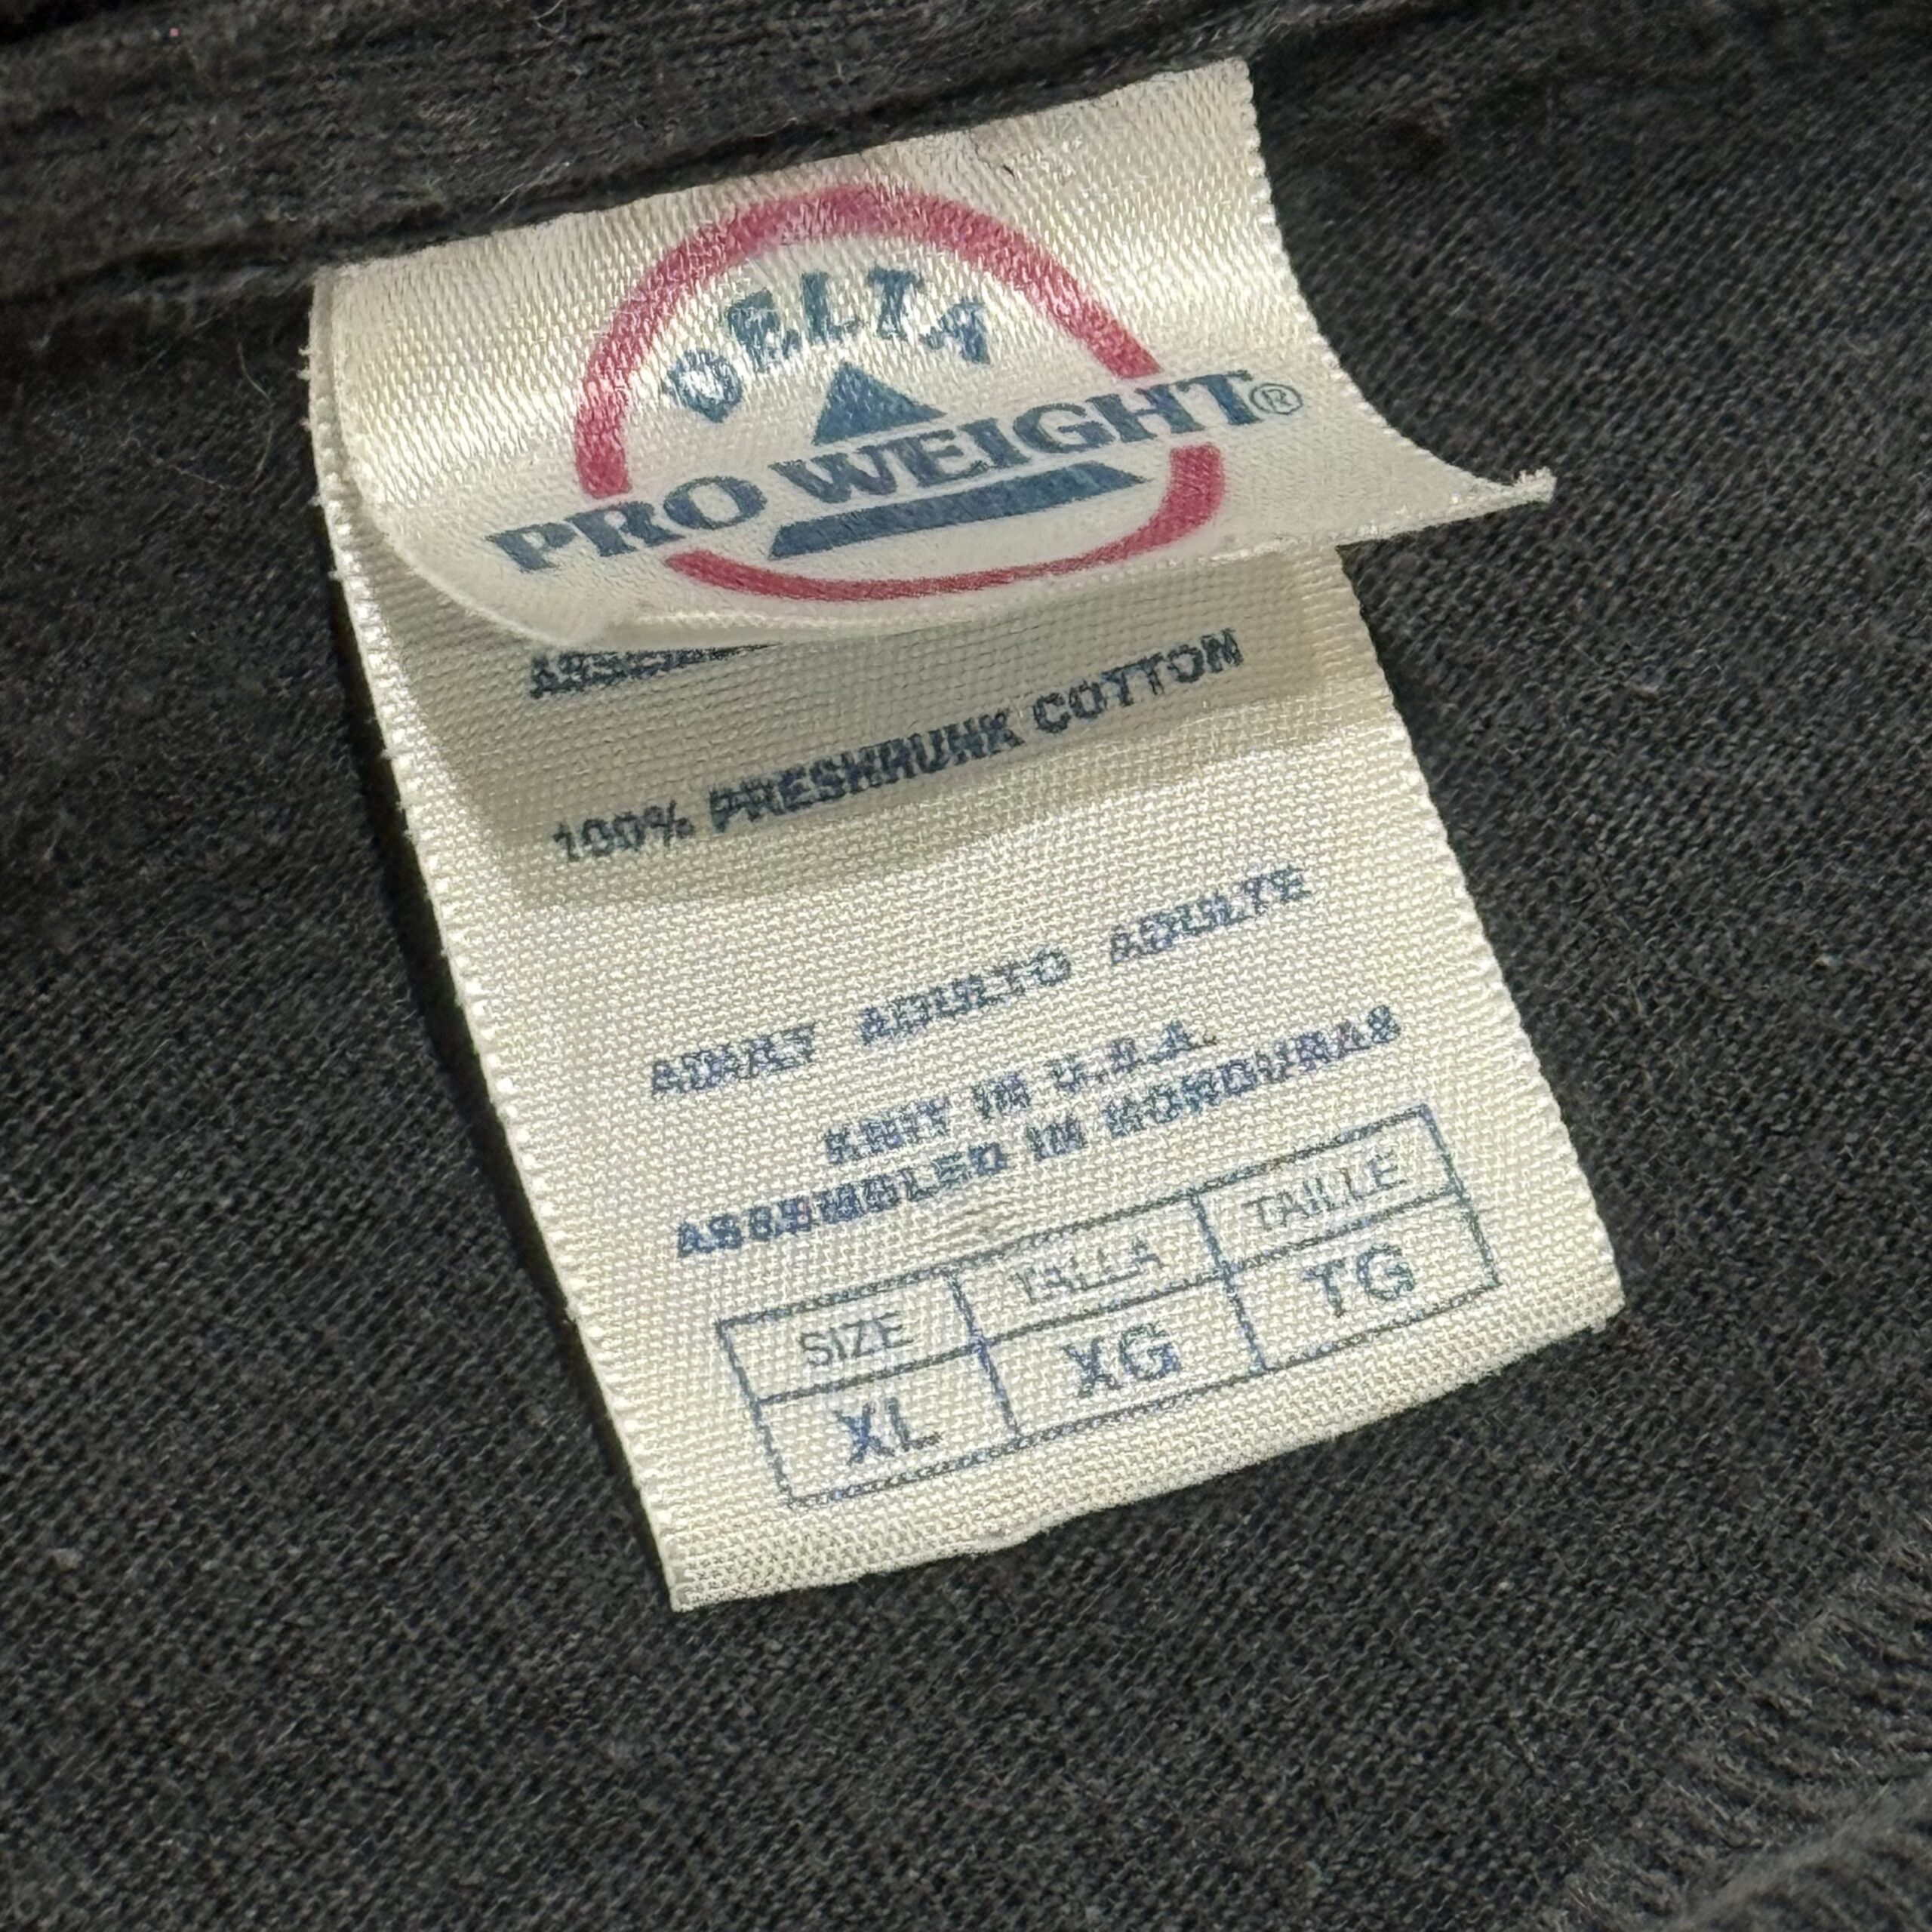 DELTA
PRO WEIGHT®
100% PRESHRUNK COTTON
ADULT ADULTO ADULTE
KNIT IN U.S.A.
ASSEMBLED IN HONDURAS
SIZE TALLA TAILLE
XL XG TG